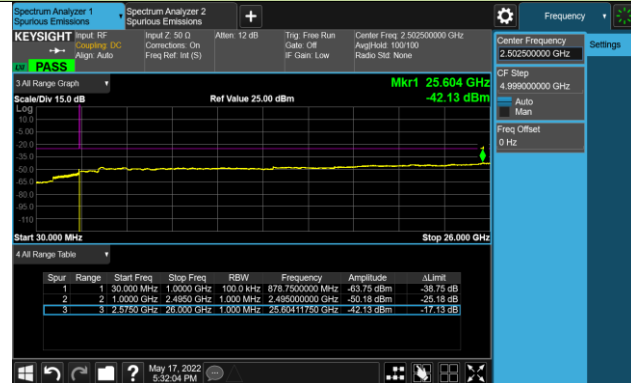 Spectrum Analyzer 1
Spurious Emissions
Spectrum Analyzer 2
Spurious Emissions
+
Frequency
KEYSIGHT
Input: RF
Coupling: DC
Align: Auto
Input Z: 50 Ω
Corrections: On
Freq Ref: Int (S)
Atten: 12 dB
Trig: Free Run
Gate: Off
IF Gain: Low
Center Freq: 2.502500000 GHz
Avg|Hold: 100/100
Radio Std: None
PASS
Center Frequency
2.502500000 GHz
Settings
CF Step
4.999000000 GHz
Auto
Man
Freq Offset
0 Hz
3 All Range Graph
Mkr1 25.604 GHz
Scale/Div 15.0 dB
Ref Value 25.00 dBm
-42.13 dBm
Log
10.0
-5.00
-20.0
-35.0
-50.0
-65.0
-80.0
-95.0
-110
Start 30.000 MHz
Stop 26.000 GHz
4 All Range Table
Spur Range Start Freq Stop Freq RBW Frequency Amplitude ΔLimit
1 1 30.000 MHz 1.0000 GHz 100.0 kHz 878.7500000 MHz -63.75 dBm -38.75 dB
2 2 1.0000 GHz 2.4950 GHz 1.000 MHz 2.495000000 GHz -50.18 dBm -25.18 dB
3 3 2.5750 GHz 26.000 GHz 1.000 MHz 25.60411750 GHz -42.13 dBm -17.13 dB
?
May 17, 2022
5:32:04 PM